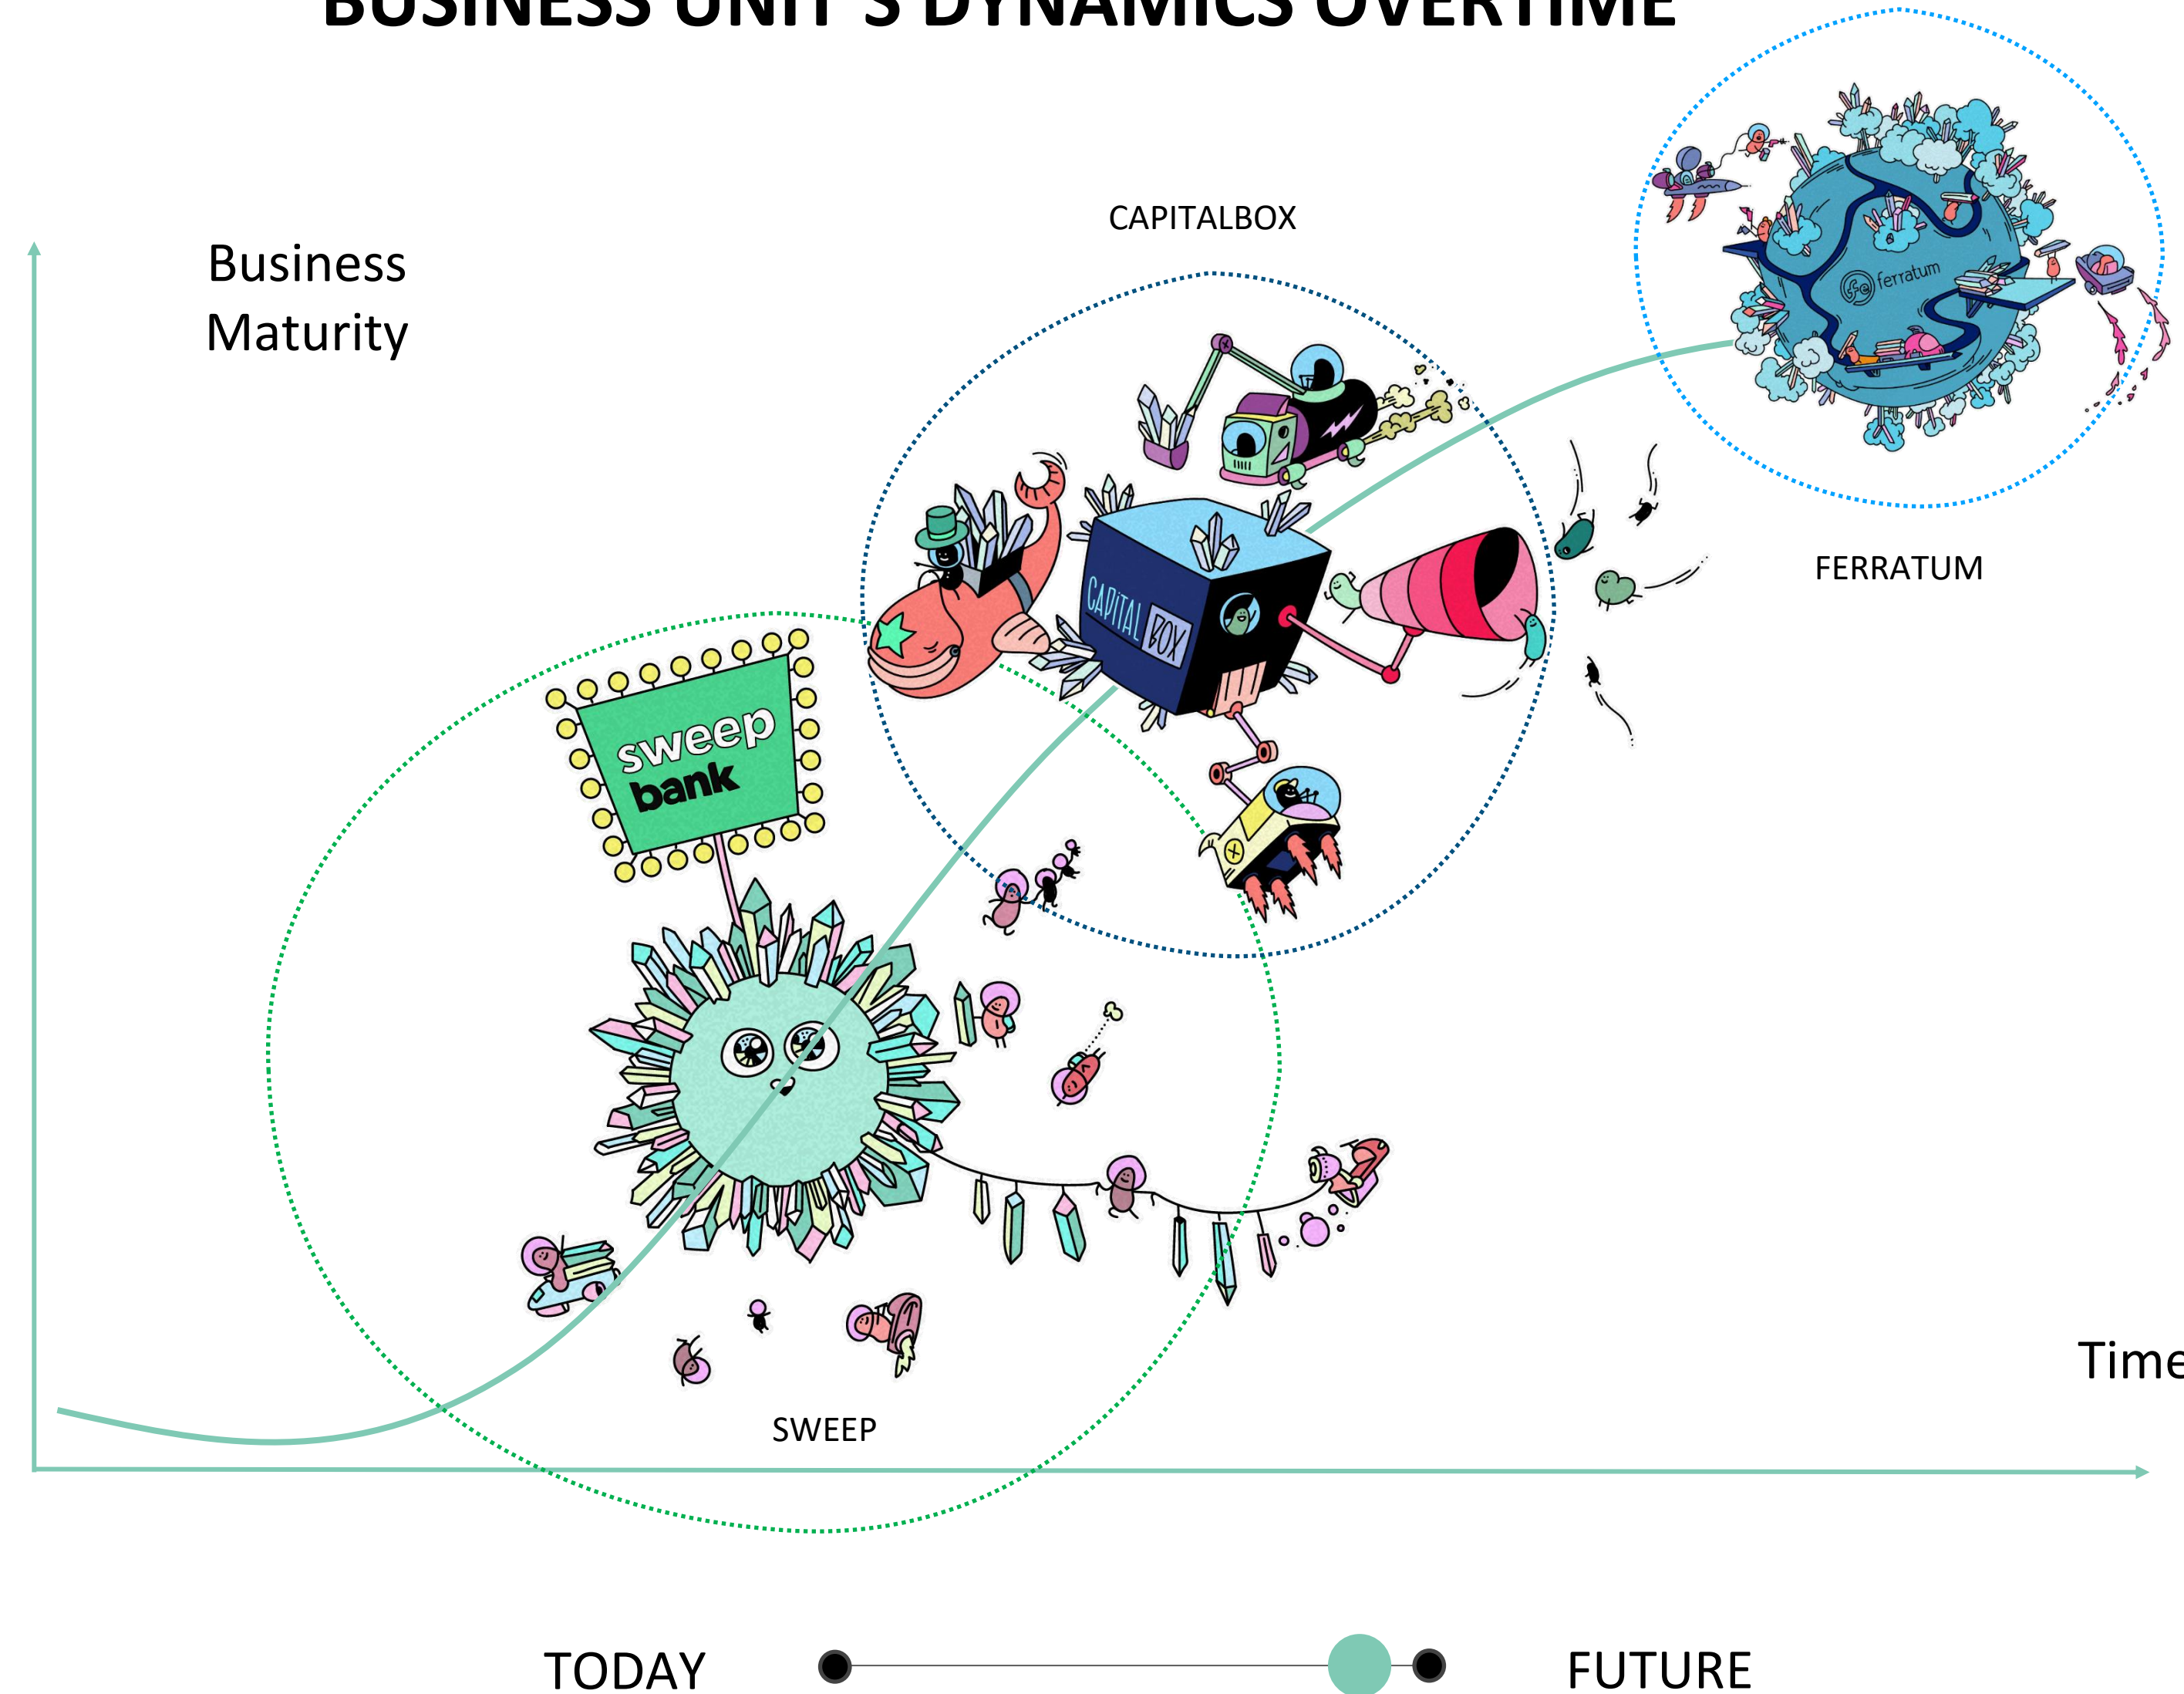 BUSINESS UNIT'S DYNAMICS OVERTIME
CAPITALBOX
Business
Maturity
ferratum
FERRATUM
CAPITAL
BOX
sweep
bank
Time
SWEEP
TODAY
FUTURE